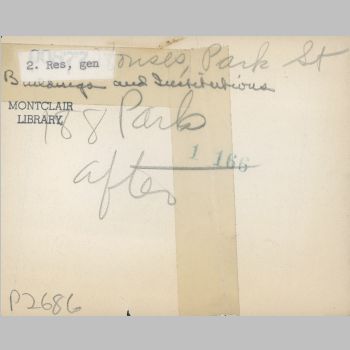 Houses, Park St
2. Res, gen
Buildings and Institutions
MONTCLAIR
LIBRARY
188 Park
1 166
after
P2686